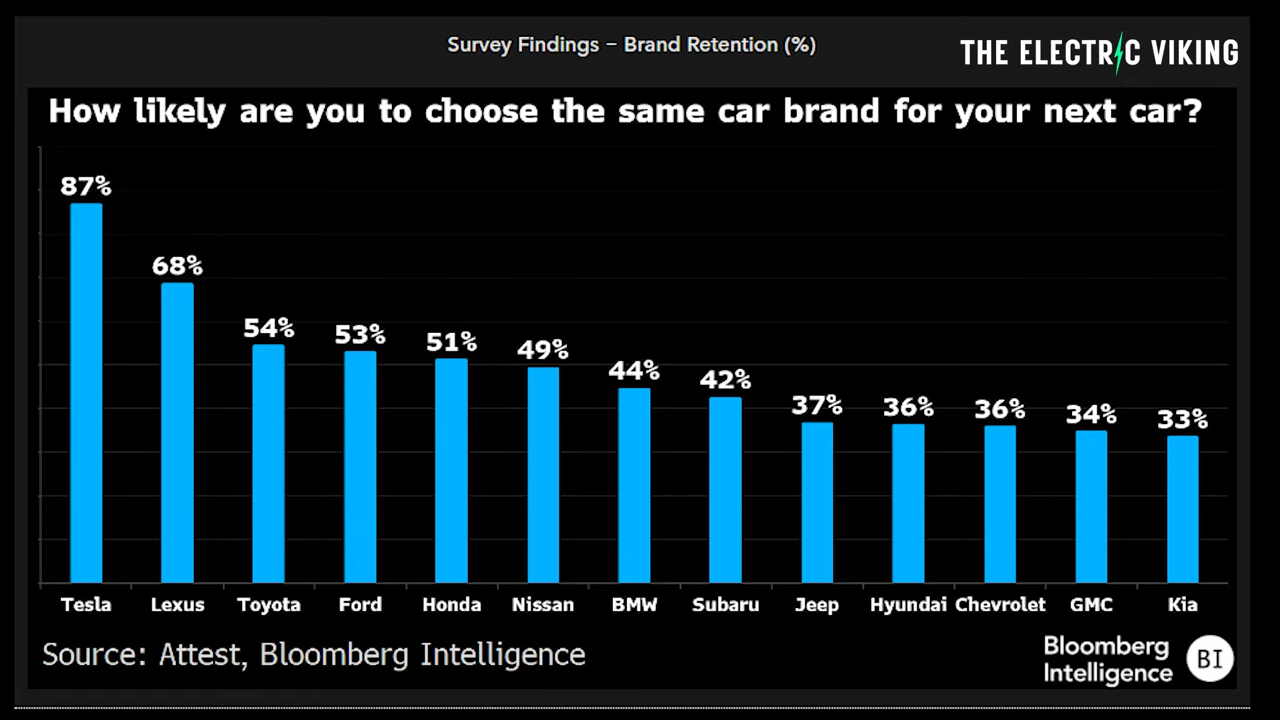 Survey Findings – Brand Retention (%)
THE ELECTRIC VIKING
How likely are you to choose the same car brand for your next car?
87%
68%
54%
53%
51%
49%
44%
42%
37%
36%
36%
34%
33%
Tesla Lexus Toyota Ford Honda Nissan BMW Subaru Jeep Hyundai Chevrolet GMC Kia
Source: Attest, Bloomberg Intelligence
Bloomberg
Intelligence
BI